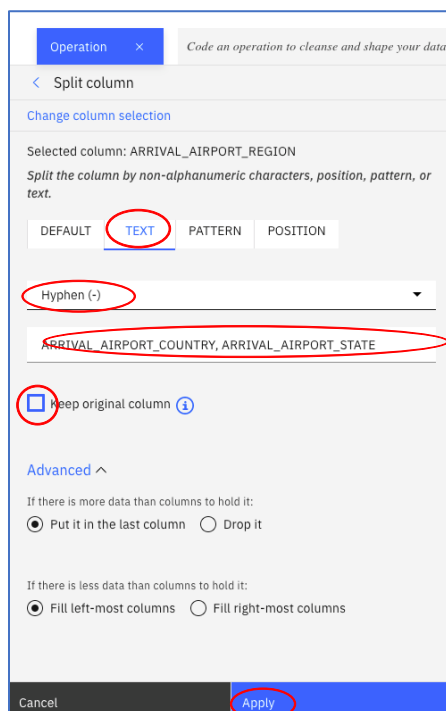 Operation × Code an operation to cleanse and shape your data
< Split column
Change column selection
Selected column: ARRIVAL_AIRPORT_REGION
Split the column by non-alphanumeric characters, position, pattern, or
text.
DEFAULT TEXT PATTERN POSITION
Hyphen (-)
ARRIVAL_AIRPORT_COUNTRY, ARRIVAL_AIRPORT_STATE
Keep original column
Advanced
If there is more data than columns to hold it:
Put it in the last column Drop it
If there is less data than columns to hold it:
Fill left-most columns Fill right-most columns
Cancel Apply